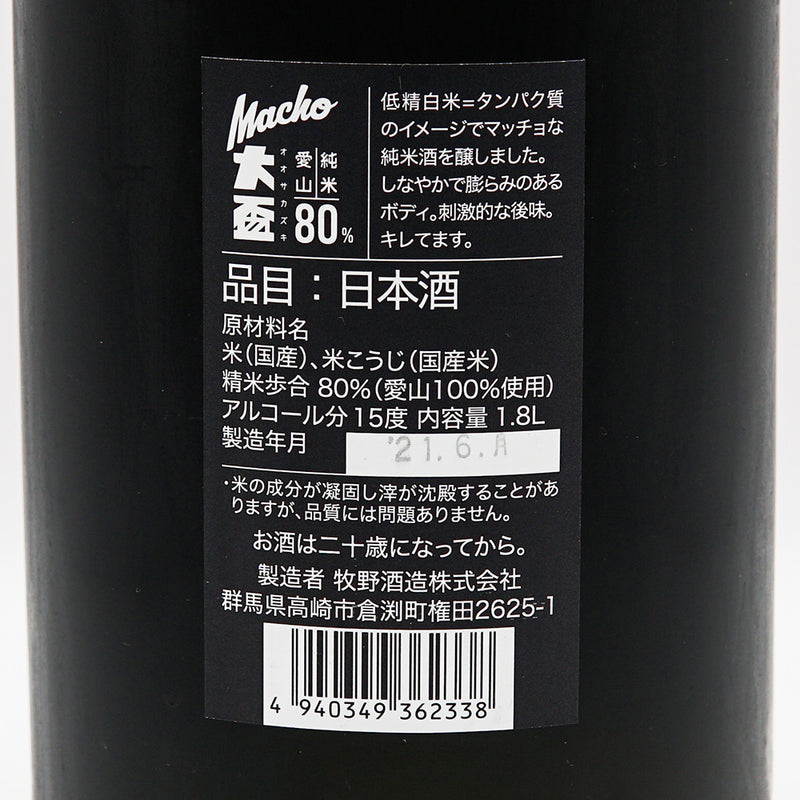 Macho
大盃
オオサカズキ
純米
愛山
80%
低精白米=タンパク質
のイメージでマッチョな
純米酒を醸しました。
しなやかで膨らみのある
ボディ。刺激的な後味。
キレてます。
品目：日本酒
原材料名
米（国産）、米こうじ（国産米）
精米歩合 80%（愛山100%使用）
アルコール分 15度 内容量 1.8L
製造年月 '21.6.月
・米の成分が凝固し滓が沈殿することがあ
りますが、品質には問題ありません。
お酒は二十歳になってから。
製造者 牧野酒造株式会社
群馬県高崎市倉渕町権田2625-1
4 940349 362338